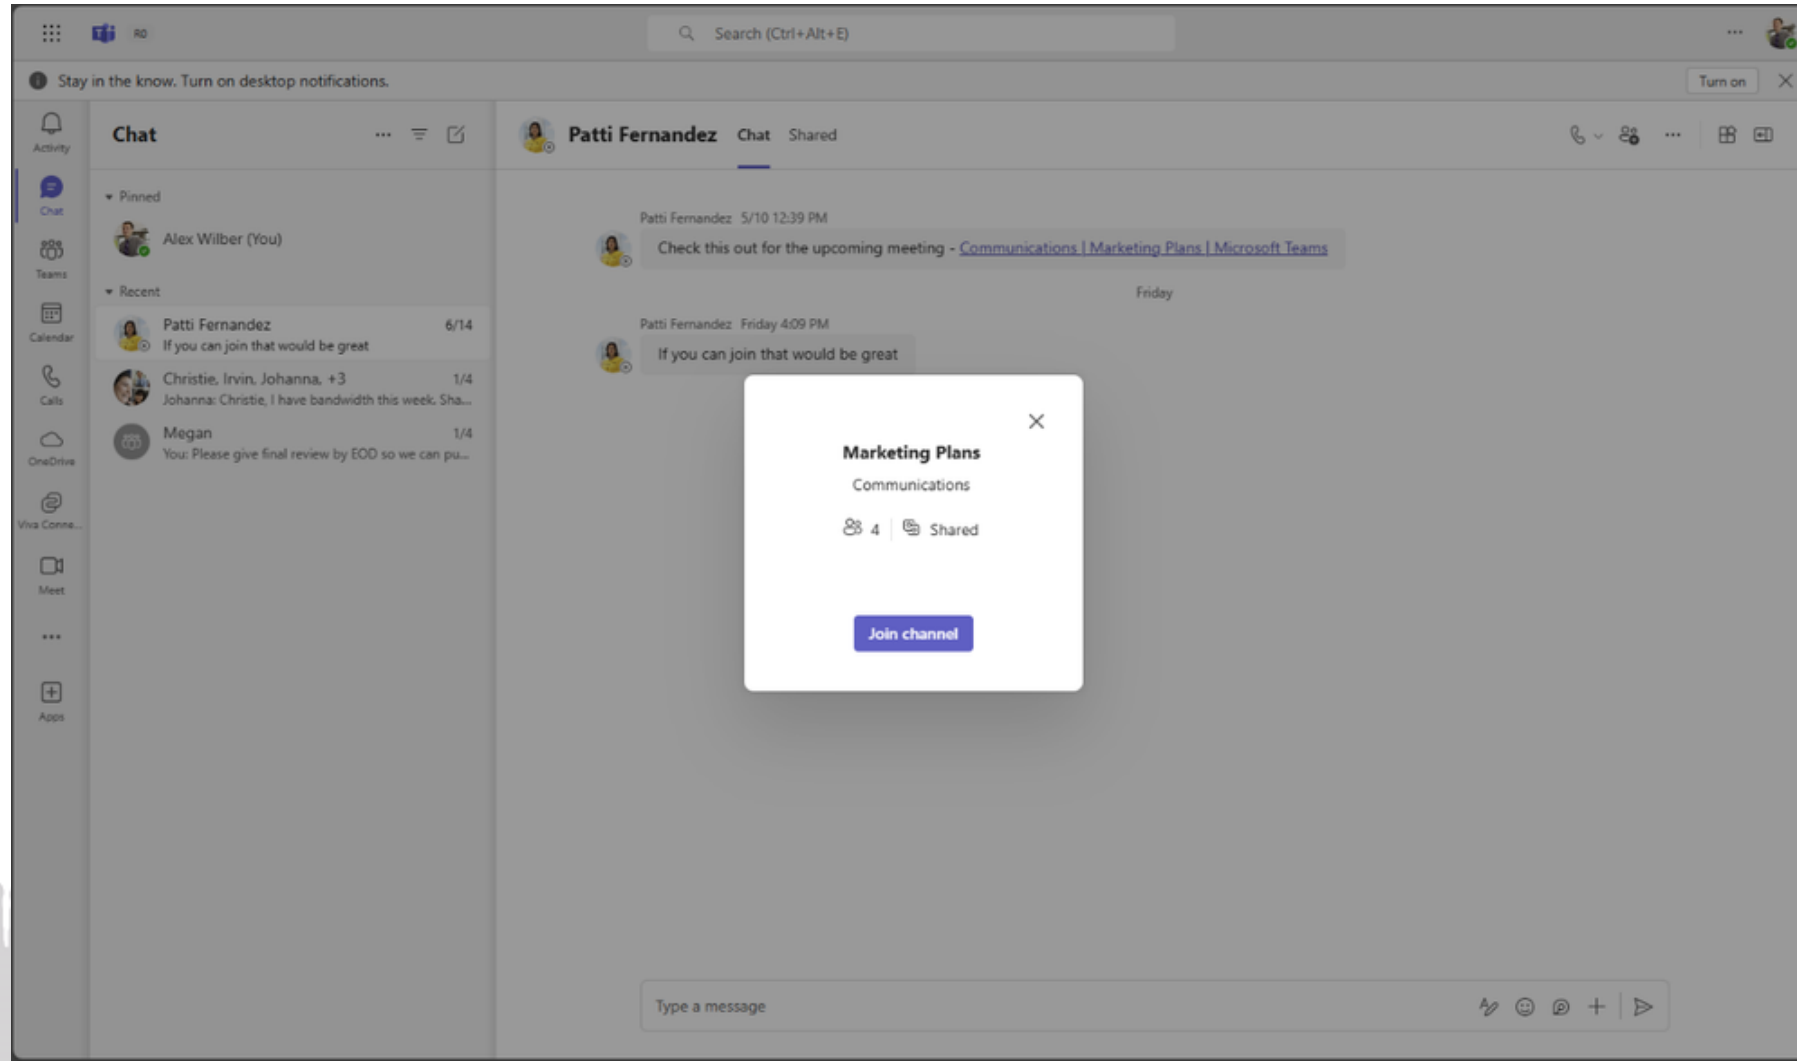 RO
Search (Ctrl+Alt+E)
Stay in the know. Turn on desktop notifications.
Turn on
Activity
Chat
Teams
Calendar
Calls
OneDrive
Viva Conne...
Meet
Apps
Chat
Pinned
Alex Wilber (You)
Recent
Patti Fernandez 6/14
If you can join that would be great
Christie, Irvin, Johanna, +3 1/4
Johanna: Christie, I have bandwidth this week. Sha...
Megan 1/4
You: Please give final review by EOD so we can pu...
Patti Fernandez Chat Shared
Patti Fernandez 5/10 12:39 PM
Check this out for the upcoming meeting - Communications | Marketing Plans | Microsoft Teams
Friday
Patti Fernandez Friday 4:09 PM
If you can join that would be great
Marketing Plans
Communications
4 Shared
Join channel
Type a message